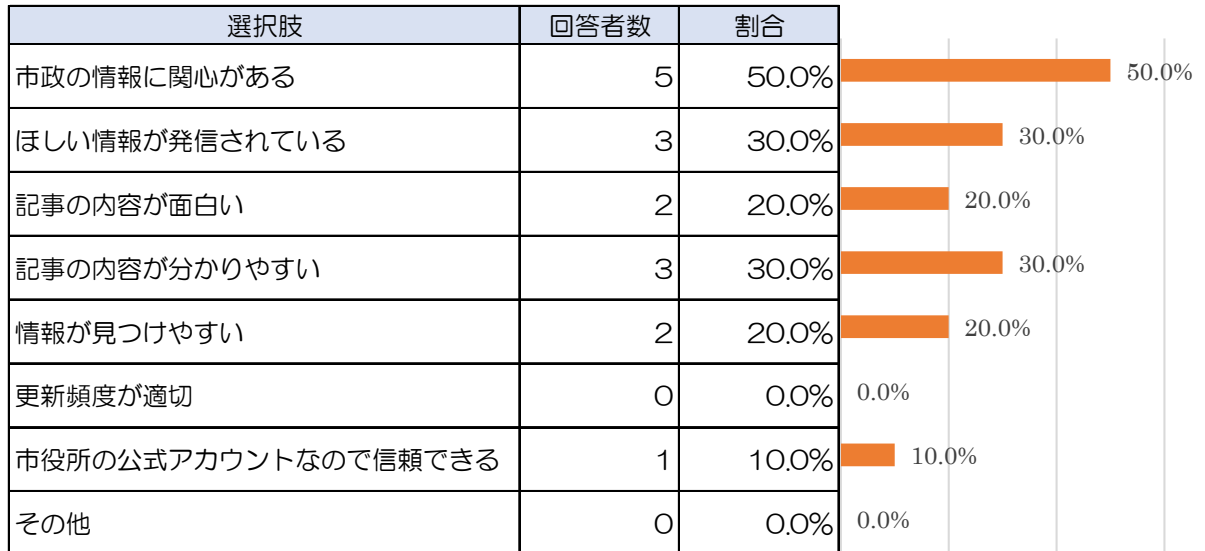 選択肢 回答者数 割合
市政の情報に関心がある 5 50.0% 50.0%
ほしい情報が発信されている 3 30.0% 30.0%
記事の内容が面白い 2 20.0% 20.0%
記事の内容が分かりやすい 3 30.0% 30.0%
情報が見つけやすい 2 20.0% 20.0%
更新頻度が適切 0 0.0% 0.0%
市役所の公式アカウントなので信頼できる 1 10.0% 10.0%
その他 0 0.0% 0.0%